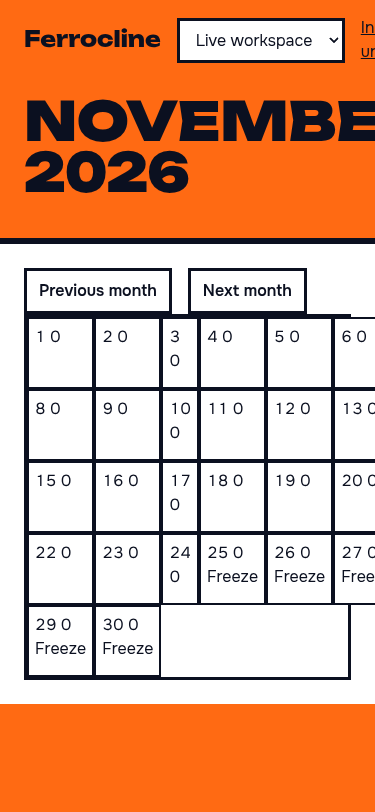 Ferrocline
Live workspace
In
ur
NOVEMBE
2026
Previous month Next month
1 0 2 0 3 0 4 0 5 0 6 0
8 0 9 0 10 0 11 0 12 0 13 0
15 0 16 0 17 0 18 0 19 0 20 0
22 0 23 0 24 0 25 0 Freeze 26 0 Freeze 27 0 Free
29 0 Freeze 30 0 Freeze